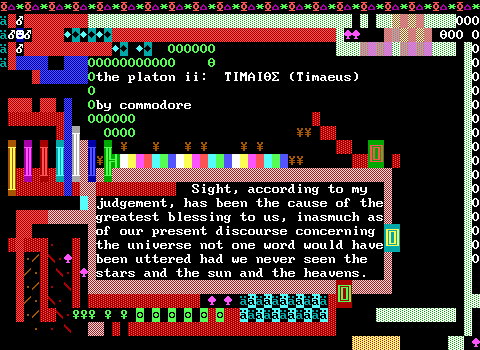 the platon ii: ΤΙΜΑΙΘΣ (Timaeus)
by commodore
Sight, according to my
judgement, has been the cause of the
greatest blessing to us, inasmuch as
of our present discourse concerning
the universe not one word would have
been uttered had we never seen the
stars and the sun and the heavens.